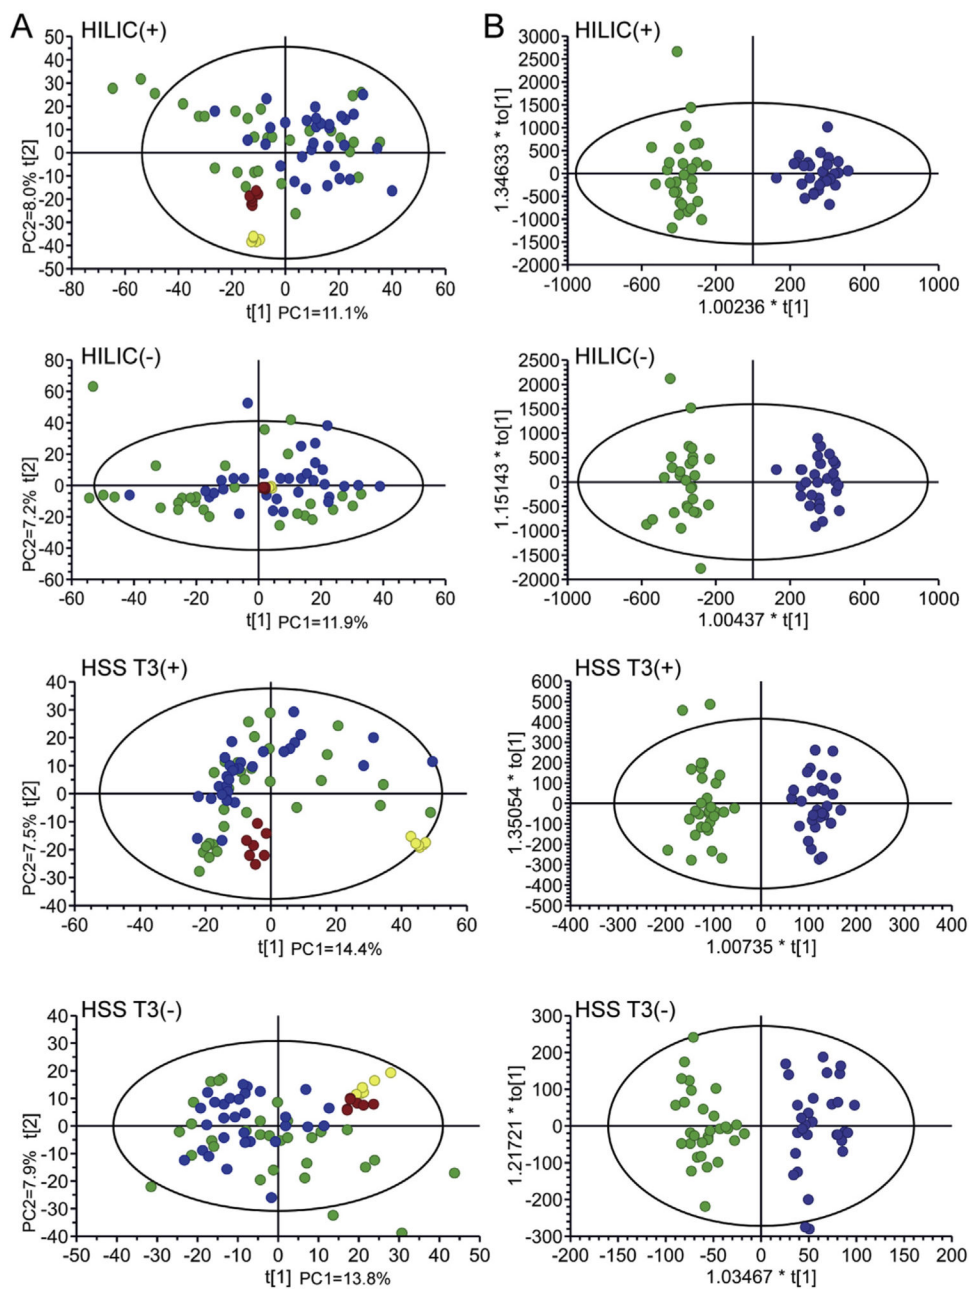 A
HILIC(+)
50
40
30
20
10
0
-10
-20
-30
-40
-50
PC2=8.0% t[2]
-80 -60 -40 -20 0 20 40 60
t[1] PC1=11.1%
B
HILIC(+)
3000
2500
2000
1500
1000
500
0
-500
-1000
-1500
-2000
1.34633 * to[1]
-1000 -600 -200 200 600 1000
1.00236 * t[1]
HILIC(-)
80
60
40
20
0
-20
-40
-60
PC2=7.2% t[2]
-60 -40 -20 0 20 40 60
t[1] PC1=11.9%
HILIC(-)
2500
2000
1500
1000
500
0
-500
-1000
-1500
-2000
1.15143 * to[1]
-1000 -600 -200 200 600 1000
1.00437 * t[1]
HSS T3(+)
40
30
20
10
0
-10
-20
-30
-40
PC2=7.5% t[2]
-60 -40 -20 0 20 40 60
t[1] PC1=14.4%
HSS T3(+)
600
500
400
300
200
100
0
-100
-200
-300
-400
-500
1.35054 * to[1]
-400 -300 -200 -100 0 100 200 300 400
1.00735 * t[1]
HSS T3(-)
40
30
20
10
0
-10
-20
-30
-40
PC2=7.9% t[2]
-50 -40 -30 -20 -10 0 10 20 30 40 50
t[1] PC1=13.8%
HSS T3(-)
300
200
100
0
-100
-200
-300
1.21721 * to[1]
-200 -150 -100 -50 0 50 100 150 200
1.03467 * t[1]